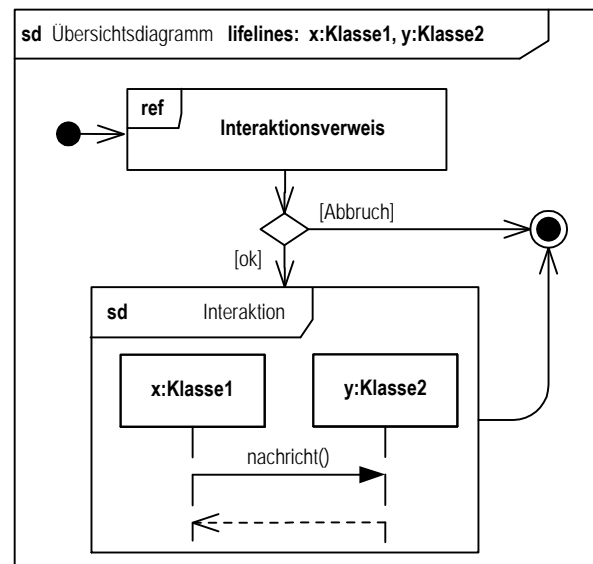 sd Übersichtsdiagramm lifelines: x:Klasse1, y:Klasse2
ref
Interaktionsverweis
[Abbruch]
[ok]
sd Interaktion
x:Klasse1 y:Klasse2
nachricht()